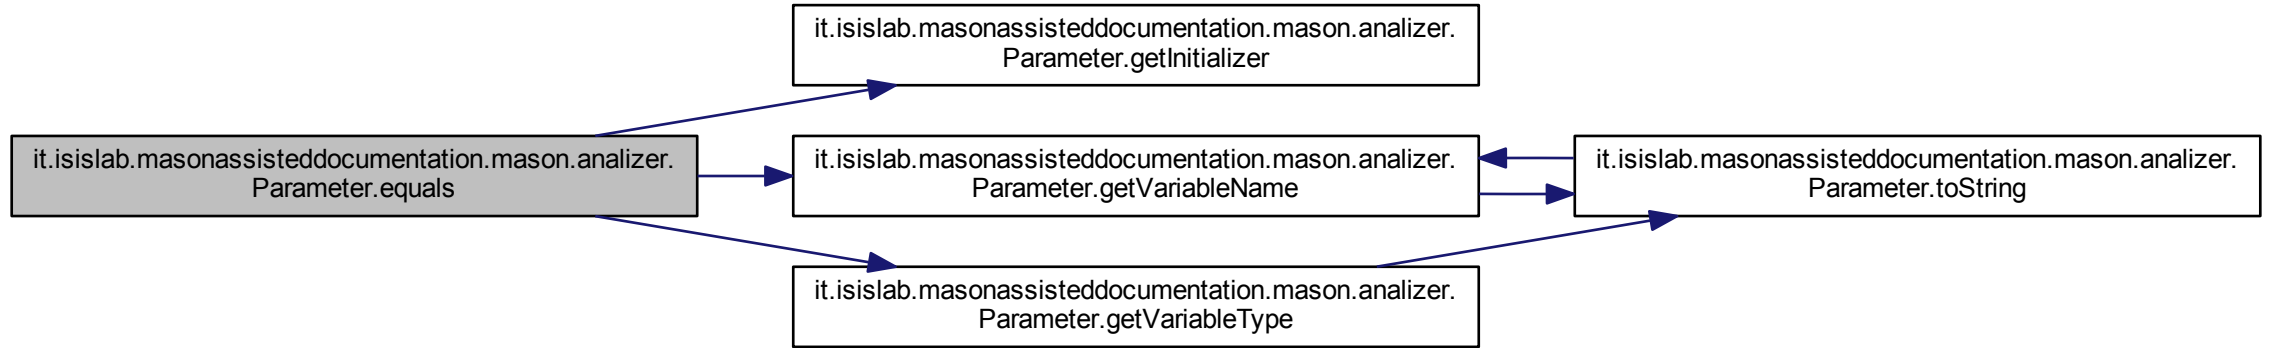 it.isislab.masonassisteddocumentation.mason.analizer.
Parameter.equals
it.isislab.masonassisteddocumentation.mason.analizer.
Parameter.getInitializer
it.isislab.masonassisteddocumentation.mason.analizer.
Parameter.getVariableName
it.isislab.masonassisteddocumentation.mason.analizer.
Parameter.getVariableType
it.isislab.masonassisteddocumentation.mason.analizer.
Parameter.toString